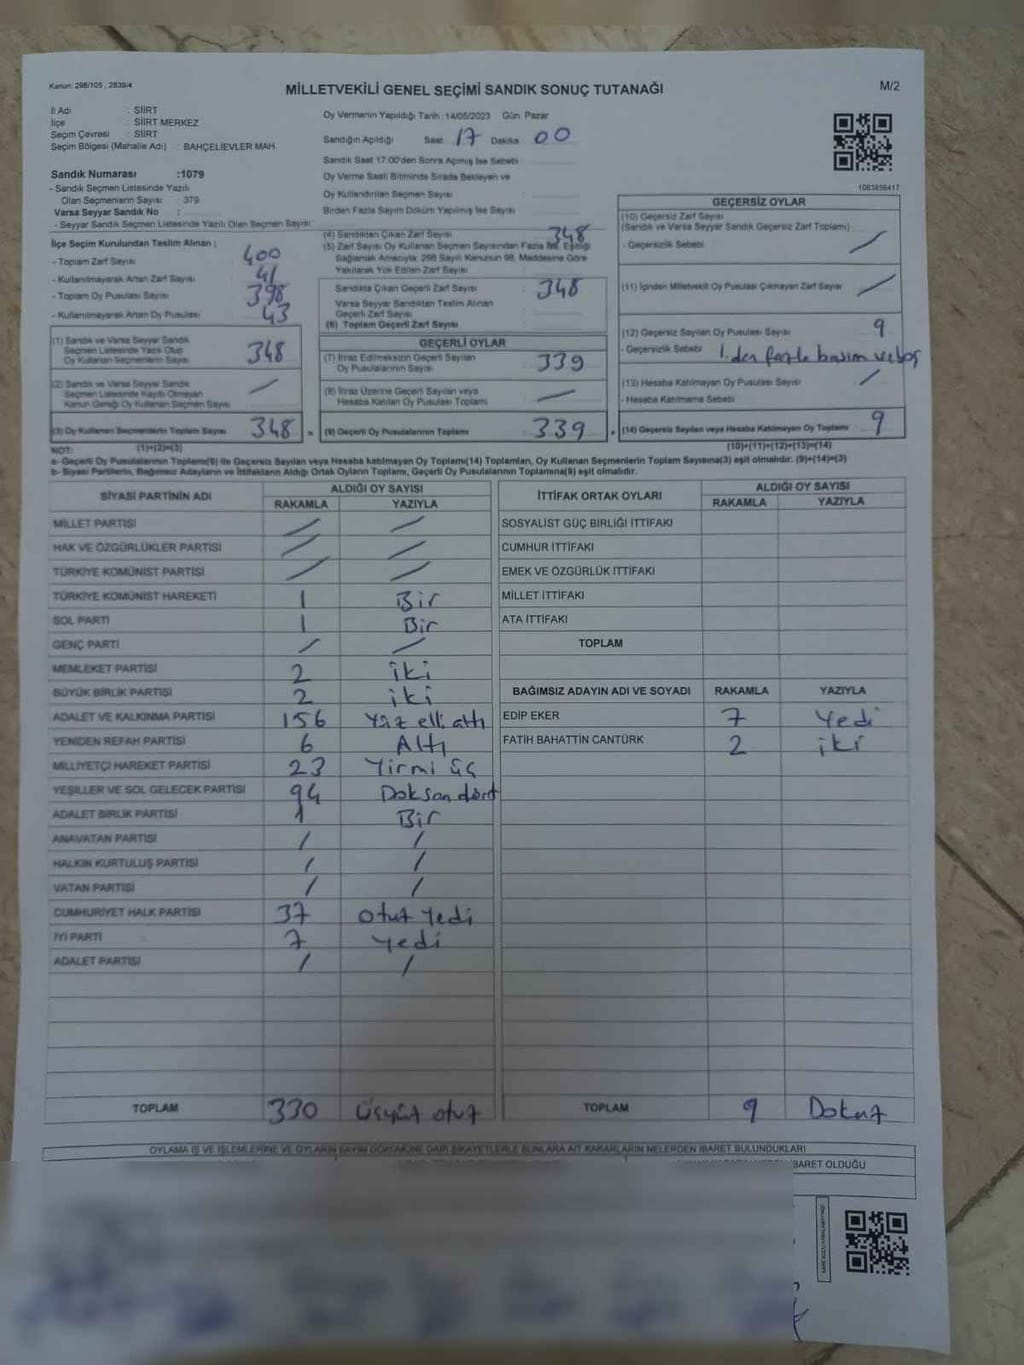 Kanun: 298/105 , 2839/4
MİLLETVEKİLİ GENEL SEÇİMİ SANDIK SONUÇ TUTANAĞI
M/2
İl Adı : SİİRT
İlçe : SİİRT MERKEZ
Seçim Çevresi : SİİRT
Seçim Bölgesi (Mahalle Adı) : BAHÇELİEVLER MAH.
Oy Vermenin Yapıldığı Tarih :14/05/2023 Gün Pazar
Sandığın Açıldığı Saat 17 Dakika 00
Sandık Saat 17:00'den Sonra Açılmış İse Sebebi
Oy Verme Saati Bitiminde Sırada Bekleyen ve
Oy Kullandırılan Seçmen Sayısı
Birden Fazla Sayım Döküm Yapılmış İse Sayısı
1083856417
Sandık Numarası :1079
- Sandık Seçmen Listesinde Yazılı
Olan Seçmenlerin Sayısı : 379
Varsa Seyyar Sandık No :
- Seyyar Sandık Seçmen Listesinde Yazılı Olan Seçmen Sayısı
İlçe Seçim Kurulundan Teslim Alınan ;
- Toplam Zarf Sayısı 400
- Kullanılmayarak Artan Zarf Sayısı 41
- Toplam Oy Pusulası Sayısı 398
- Kullanılmayarak Artan Oy Pusulası 43
(1) Sandık ve Varsa Seyyar Sandık
Seçmen Listesinde Yazılı Olup
Oy Kullanan Seçmenlerin Sayısı 348
(2) Sandık ve Varsa Seyyar Sandık
Seçmen Listesinde Kayıtlı Olmayan
Kanun Gereği Oy Kullanan Seçmen Sayısı /
(3) Oy Kullanan Seçmenlerin Toplam Sayısı 348
(1)+(2)=(3)
(4) Sandıktan Çıkan Zarf Sayısı : 348
(5) Zarf Sayısı Oy Kullanan Seçmen Sayısından Fazla İse, Eşitliği
Sağlamak Amacıyla 298 Sayılı Kanunun 98. Maddesine Göre
Yakılarak Yok Edilen Zarf Sayısı
Sandıkta Çıkan Geçerli Zarf Sayısı : 348
Varsa Seyyar Sandıktan Teslim Alınan
Geçerli Zarf Sayısı
(6) Toplam Geçerli Zarf Sayısı
GEÇERLİ OYLAR
(7) İtiraz Edilmeksizin Geçerli Sayılan
Oy Pusulalarının Sayısı 339
(8) İtiraz Üzerine Geçerli Sayılan veya
Hesaba Katılan Oy Pusulası Toplamı /
= (9) Geçerli Oy Pusulalarının Toplamı 339
GEÇERSİZ OYLAR
(10) Geçersiz Zarf Sayısı
(Sandık ve Varsa Seyyar Sandık Geçersiz Zarf Toplamı)
- Geçersizlik Sebebi /
(11) İçinden Milletvekili Oy Pusulası Çıkmayan Zarf Sayısı /
(12) Geçersiz Sayılan Oy Pusulası Sayısı 9
- Geçersizlik Sebebi 1. den fazla basım ve boş
(13) Hesaba Katılmayan Oy Pusulası Sayısı /
- Hesaba Katılmama Sebebi
+ (14) Geçersiz Sayılan veya Hesaba Katılmayan Oy Toplamı 9
(10)+(11)+(12)+(13)=(14)
NOT:
a- Geçerli Oy Pusulalarının Toplamı(9) ile Geçersiz Sayılan veya Hesaba katılmayan Oy Toplamı(14) Toplamları, Oy Kullanan Seçmenlerin Toplam Sayısına(3) eşit olmalıdır. (9)+(14)=(3)
b- Siyasi Partilerin, Bağımsız Adayların ve İttifakların Aldığı Ortak Oyların Toplamı, Geçerli Oy Pusulalarının Toplamına(9) eşit olmalıdır.
SİYASİ PARTİNİN ADI ALDIĞI OY SAYISI
RAKAMLA YAZIYLA
MİLLET PARTİSİ / /
HAK VE ÖZGÜRLÜKLER PARTİSİ / /
TÜRKİYE KOMÜNİST PARTİSİ / /
TÜRKİYE KOMÜNİST HAREKETİ 1 Bir
SOL PARTİ 1 Bir
GENÇ PARTİ / /
MEMLEKET PARTİSİ 2 iki
BÜYÜK BİRLİK PARTİSİ 2 iki
ADALET VE KALKINMA PARTİSİ 156 Yüz elli altı
YENİDEN REFAH PARTİSİ 6 Altı
MİLLİYETÇİ HAREKET PARTİSİ 23 Yirmi üç
YEŞİLLER VE SOL GELECEK PARTİSİ 94 Doksan dört
ADALET BİRLİK PARTİSİ 1 Bir
ANAVATAN PARTİSİ / /
HALKIN KURTULUŞ PARTİSİ / /
VATAN PARTİSİ / /
CUMHURİYET HALK PARTİSİ 37 otuz yedi
İYİ PARTİ 7 yedi
ADALET PARTİSİ / /
TOPLAM 330 Üçyüz otuz
İTTİFAK ORTAK OYLARI ALDIĞI OY SAYISI
RAKAMLA YAZIYLA
SOSYALİST GÜÇ BİRLİĞİ İTTİFAKI
CUMHUR İTTİFAKI
EMEK VE ÖZGÜRLÜK İTTİFAKI
MİLLET İTTİFAKI
ATA İTTİFAKI
TOPLAM
BAĞIMSIZ ADAYIN ADI VE SOYADI RAKAMLA YAZIYLA
EDİP EKER 7 Yedi
FATİH BAHATTİN CANTÜRK 2 iki
TOPLAM 9 Dokuz
OYLAMA İŞ VE İŞLEMLERİNE VE OYLARIN SAYIM DÖKÜMÜNE DAİR ŞİKAYETLERLE BUNLARA AİT KARARLARIN NELERDEN İBARET BULUNDUKLARI
İBARET OLDUĞU